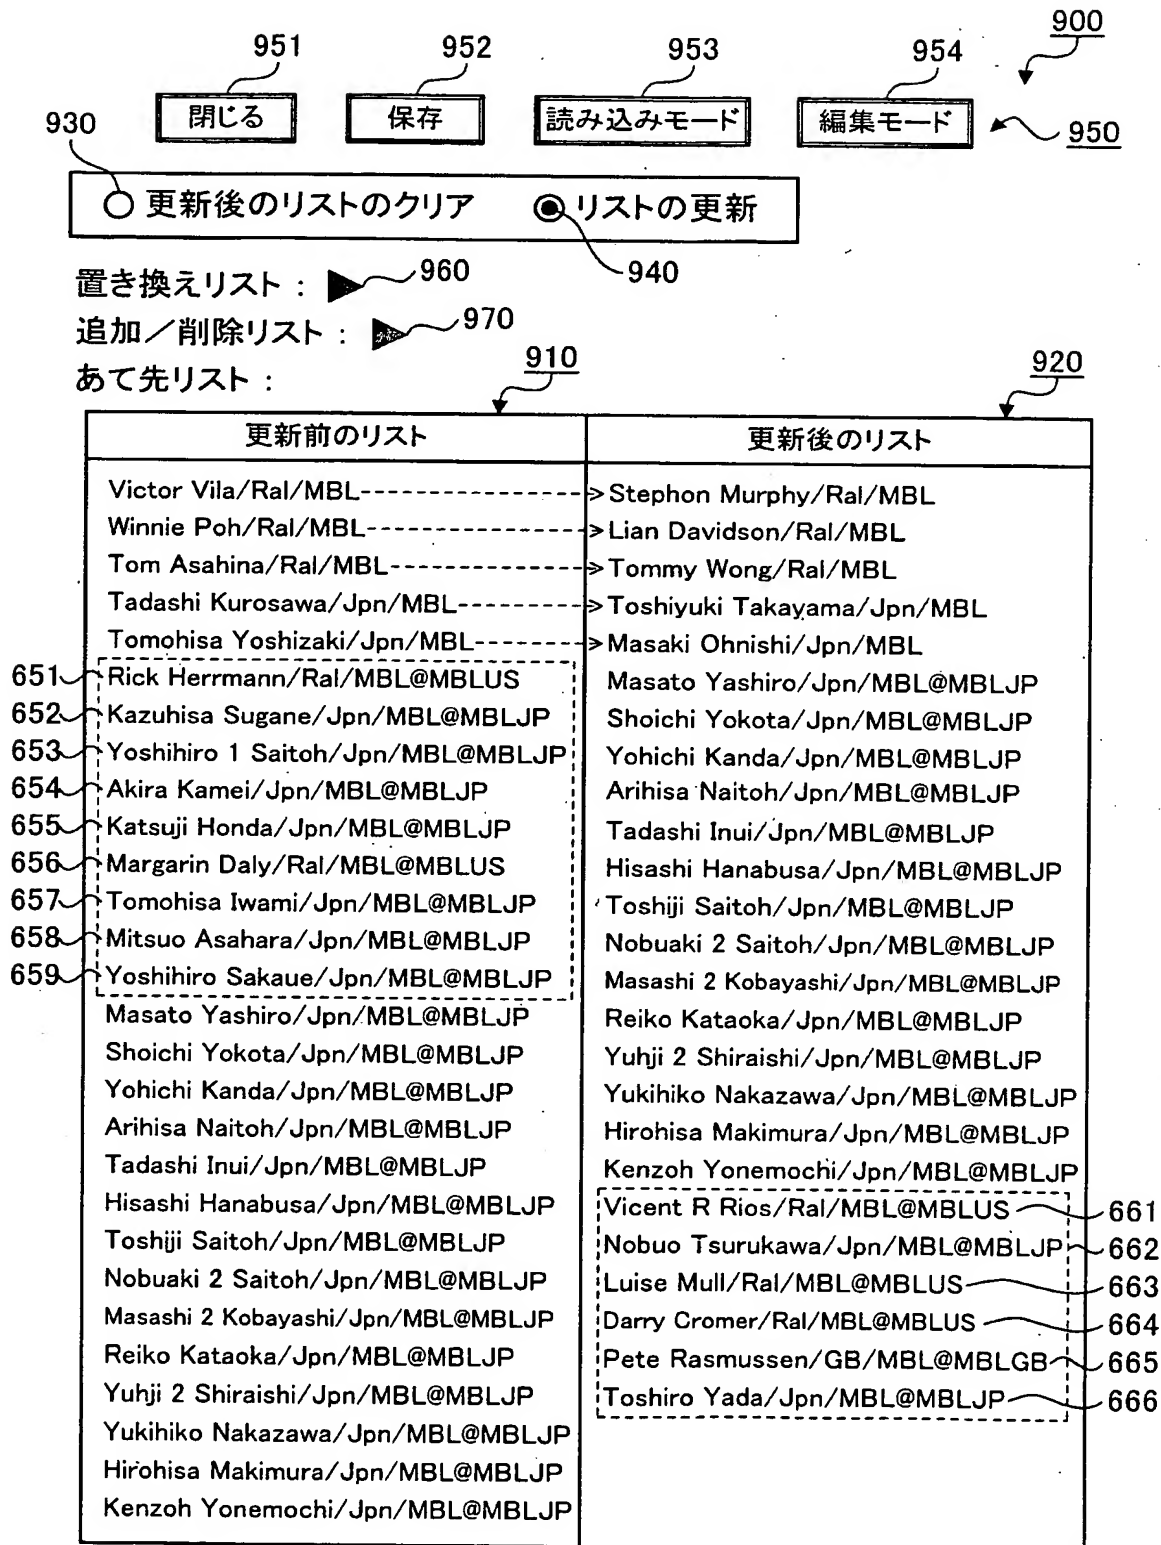 900
951 952 953 954
閉じる 保存 読み込みモード 編集モード 950
930
更新後のリストのクリア リストの更新
940
置き換えリスト : 960
追加/削除リスト : 970
あて先リスト :
910 920
更新前のリスト 更新後のリスト
Victor Vila/Ral/MBL Stephon Murphy/Ral/MBL
Winnie Poh/Ral/MBL Lian Davidson/Ral/MBL
Tom Asahina/Ral/MBL Tommy Wong/Ral/MBL
Tadashi Kurosawa/Jpn/MBL Toshiyuki Takayama/Jpn/MBL
Tomohisa Yoshizaki/Jpn/MBL Masaki Ohnishi/Jpn/MBL
651 Rick Herrmann/Ral/MBL@MBLUS Masato Yashiro/Jpn/MBL@MBLJP
652 Kazuhisa Sugane/Jpn/MBL@MBLJP Shoichi Yokota/Jpn/MBL@MBLJP
653 Yoshihiro 1 Saitoh/Jpn/MBL@MBLJP Yohichi Kanda/Jpn/MBL@MBLJP
654 Akira Kamei/Jpn/MBL@MBLJP Arihisa Naitoh/Jpn/MBL@MBLJP
655 Katsuji Honda/Jpn/MBL@MBLJP Tadashi Inui/Jpn/MBL@MBLJP
656 Margarin Daly/Ral/MBL@MBLUS Hisashi Hanabusa/Jpn/MBL@MBLJP
657 Tomohisa Iwami/Jpn/MBL@MBLJP Toshiji Saitoh/Jpn/MBL@MBLJP
658 Mitsuo Asahara/Jpn/MBL@MBLJP Nobuaki 2 Saitoh/Jpn/MBL@MBLJP
659 Yoshihiro Sakaue/Jpn/MBL@MBLJP Masashi 2 Kobayashi/Jpn/MBL@MBLJP
Masato Yashiro/Jpn/MBL@MBLJP Reiko Kataoka/Jpn/MBL@MBLJP
Shoichi Yokota/Jpn/MBL@MBLJP Yuhji 2 Shiraishi/Jpn/MBL@MBLJP
Yohichi Kanda/Jpn/MBL@MBLJP Yukihiko Nakazawa/Jpn/MBL@MBLJP
Arihisa Naitoh/Jpn/MBL@MBLJP Hirohisa Makimura/Jpn/MBL@MBLJP
Tadashi Inui/Jpn/MBL@MBLJP Kenzoh Yonemochi/Jpn/MBL@MBLJP
Hisashi Hanabusa/Jpn/MBL@MBLJP Vicent R Rios/Ral/MBL@MBLUS 661
Toshiji Saitoh/Jpn/MBL@MBLJP Nobuo Tsurukawa/Jpn/MBL@MBLJP 662
Nobuaki 2 Saitoh/Jpn/MBL@MBLJP Luise Mull/Ral/MBL@MBLUS 663
Masashi 2 Kobayashi/Jpn/MBL@MBLJP Darry Cromer/Ral/MBL@MBLUS 664
Reiko Kataoka/Jpn/MBL@MBLJP Pete Rasmussen/GB/MBL@MBLGB 665
Yuhji 2 Shiraishi/Jpn/MBL@MBLJP Toshiro Yada/Jpn/MBL@MBLJP 666
Yukihiko Nakazawa/Jpn/MBL@MBLJP
Hirohisa Makimura/Jpn/MBL@MBLJP
Kenzoh Yonemochi/Jpn/MBL@MBLJP